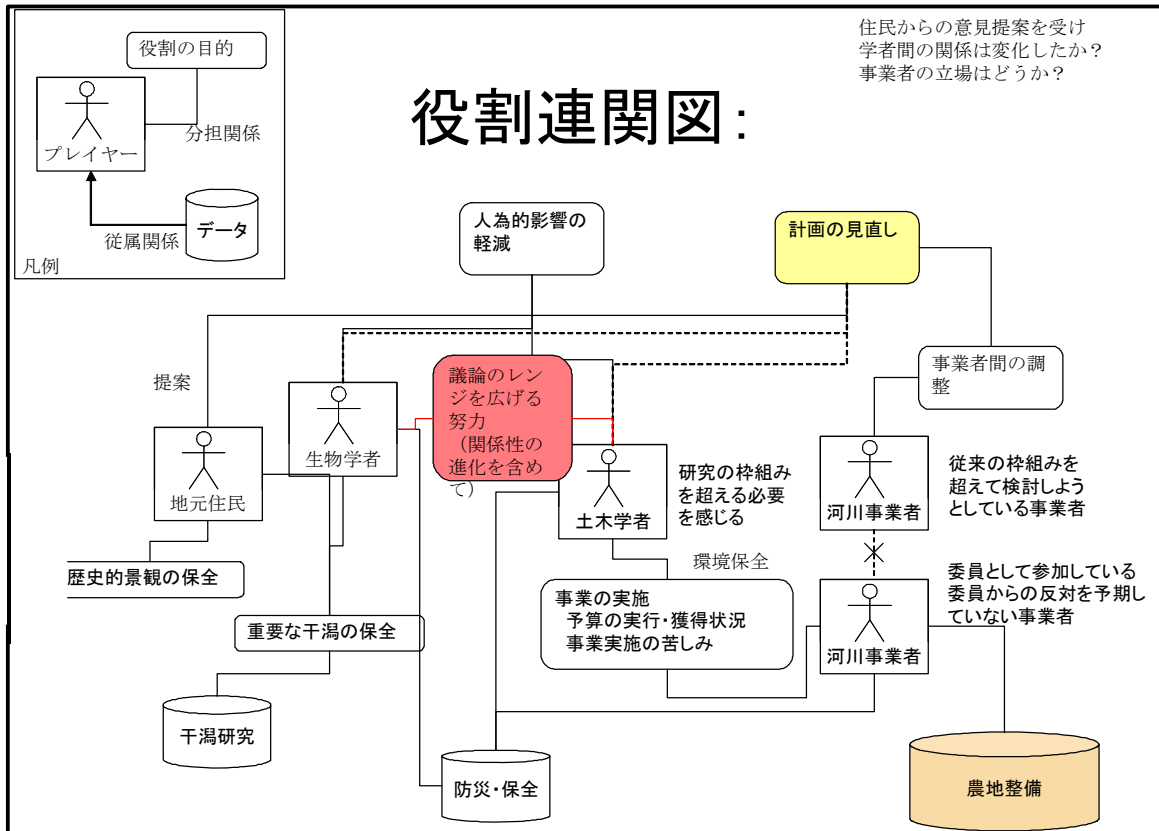 役割の目的
分担関係
プレイヤー
従属関係
データ
凡例
住民からの意見提案を受け
学者間の関係は変化したか？
事業者の立場はどうか？
役割連関図：
人為的影響の
軽減
計画の見直し
提案
議論のレン
ジを広げる
努力
（関係性の
進化を含め
て）
事業者間の調
整
生物学者
地元住民
土木学者
研究の枠組み
を超える必要
を感じる
河川事業者
従来の枠組みを
超えて検討しよう
としている事業者
歴史的景観の保全
環境保全
事業の実施
予算の実行・獲得状況
事業実施の苦しみ
河川事業者
委員として参加している
委員からの反対を予期し
ていない事業者
重要な干潟の保全
干潟研究
防災・保全
農地整備